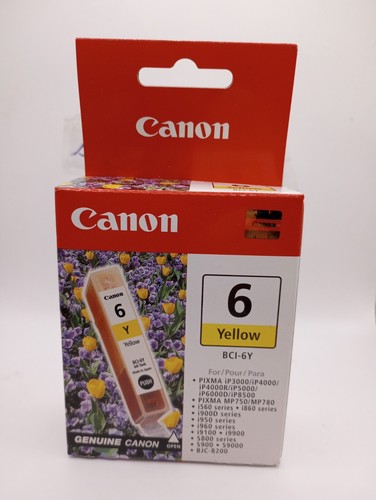 Canon
Canon
Canon
6
Y
Yellow
BCI-6Y
PUSH
GENUINE CANON
OPEN
6
Yellow
BCI-6Y
For/Pour/Para
• PIXMA iP3000/iP4000/
iP4000R/iP5000/
iP6000D/iP8500
• PIXMA MP750/MP780
• i560 series • i860 series
• i900D series
• i950 series
• i960 series
• i9100 • i9900
• S800 series
• S900 • S9000
• BJC-8200